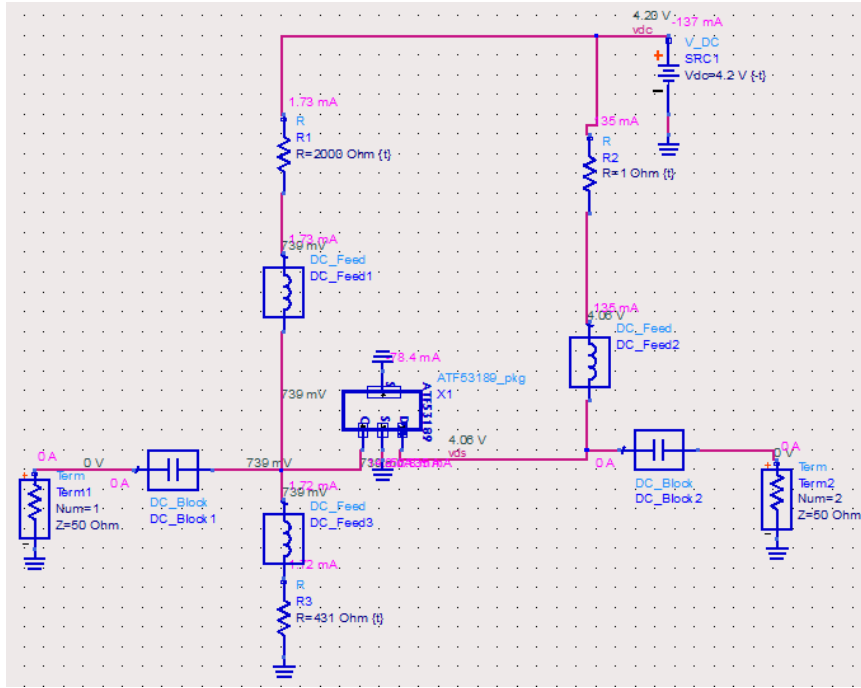 4.20 V
-137 mA
vdc
V_DC
SRC1
Vdc=4.2 V {-t}
+
-
1.73 mA
R
R1
R=2000 Ohm {t}
35 mA
R
R2
R=1 Ohm {t}
1.73 mA
739 mV
DC_Feed
DC_Feed1
135 mA
4.06 V
DC_Feed
DC_Feed2
-78.4 mA
ATF53189_pkg
X1
ATF53189
S
G
S
D
739 mV
4.06 V
vds
0 A
0 V
0 A
DC_Block
DC_Block1
739 mV
0 A
DC_Block
DC_Block2
0 A
0 V
+
Term
Term1
Num=1
Z=50 Ohm
-
+
Term
Term2
Num=2
Z=50 Ohm
-
1.72 mA
739 mV
DC_Feed
DC_Feed3
1.72 mA
R
R3
R=431 Ohm {t}